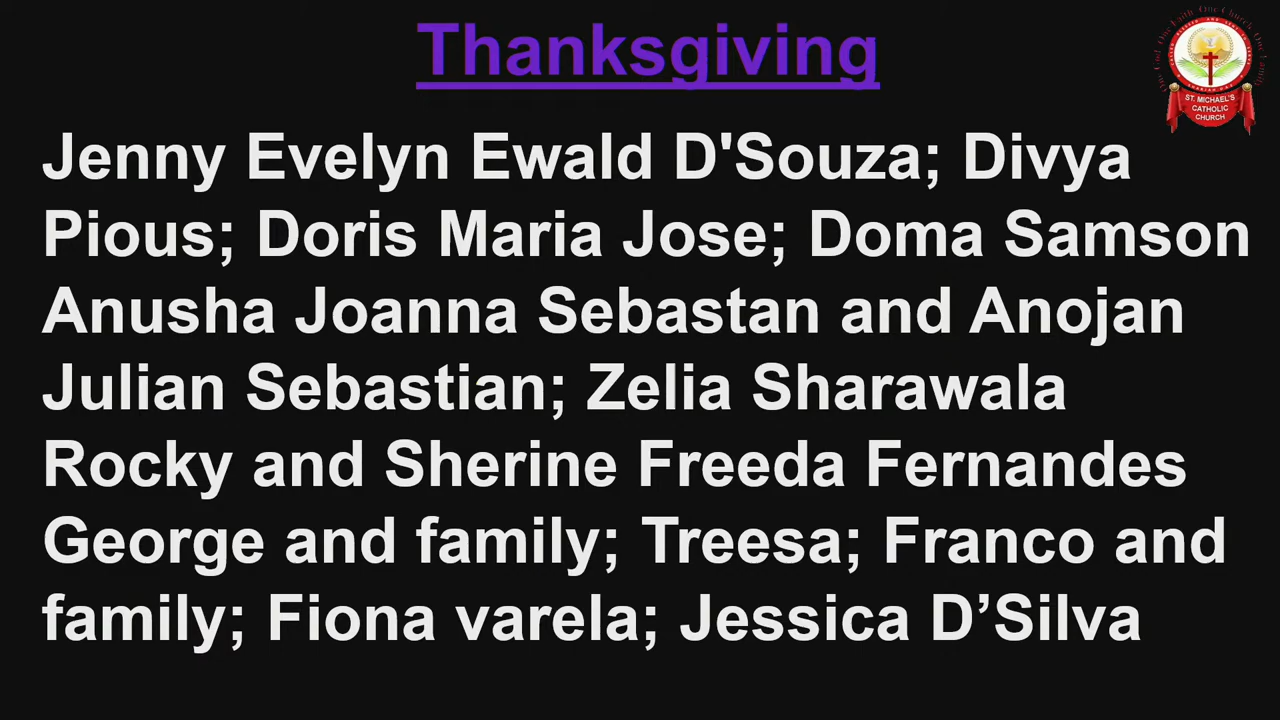 Thanksgiving
ST. MICHAEL'S
CATHOLIC
CHURCH
Jenny Evelyn Ewald D'Souza; Divya
Pious; Doris Maria Jose; Doma Samson
Anusha Joanna Sebastan and Anojan
Julian Sebastian; Zelia Sharawala
Rocky and Sherine Freeda Fernandes
George and family; Treesa; Franco and
family; Fiona varela; Jessica D’Silva